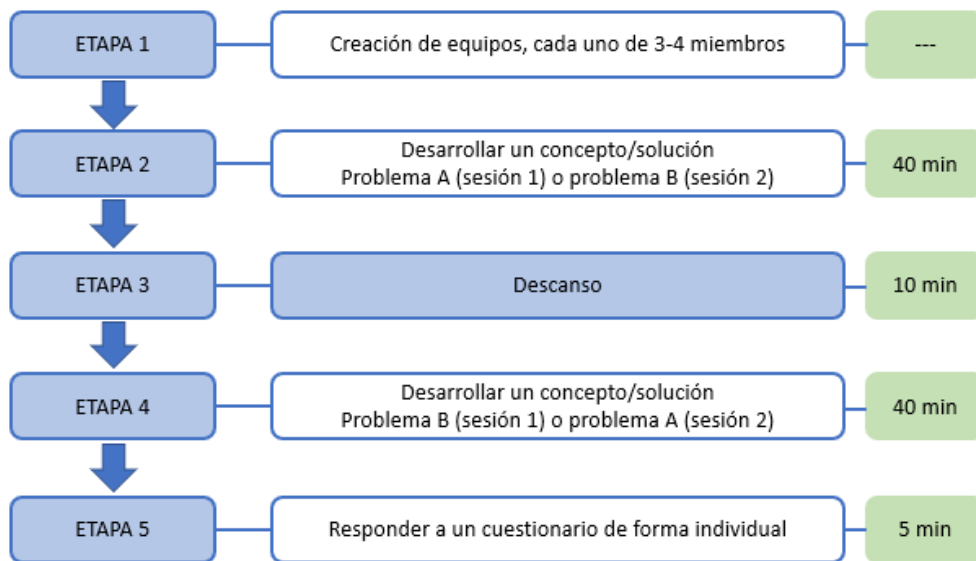 ETAPA 1
Creación de equipos, cada uno de 3-4 miembros
---
ETAPA 2
Desarrollar un concepto/solución
Problema A (sesión 1) o problema B (sesión 2)
40 min
ETAPA 3
Descanso
10 min
ETAPA 4
Desarrollar un concepto/solución
Problema B (sesión 1) o problema A (sesión 2)
40 min
ETAPA 5
Responder a un cuestionario de forma individual
5 min